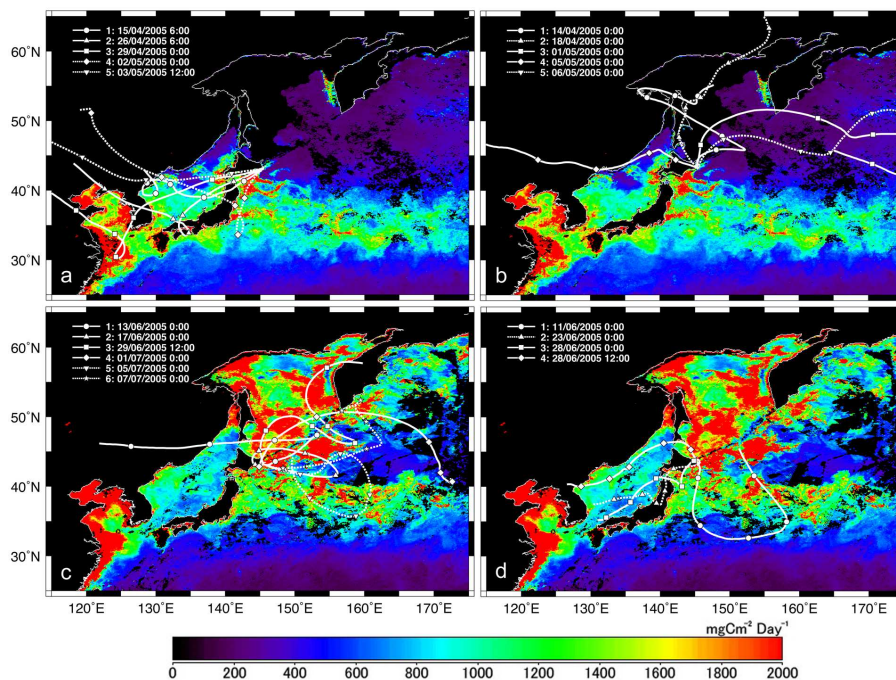 60˚N
50˚N
40˚N
30˚N
1: 15/04/2005 6:00
2: 26/04/2005 6:00
3: 29/04/2005 0:00
4: 02/05/2005 0:00
5: 03/05/2005 12:00
a
1: 14/04/2005 0:00
2: 18/04/2005 0:00
3: 01/05/2005 0:00
4: 05/05/2005 0:00
5: 06/05/2005 0:00
b
60˚N
50˚N
40˚N
30˚N
1: 13/06/2005 0:00
2: 17/06/2005 0:00
3: 29/06/2005 12:00
4: 01/07/2005 0:00
5: 05/07/2005 0:00
6: 07/07/2005 0:00
c
1: 11/06/2005 0:00
2: 23/06/2005 0:00
3: 28/06/2005 0:00
4: 28/06/2005 12:00
d
120˚E 130˚E 140˚E 150˚E 160˚E 170˚E
120˚E 130˚E 140˚E 150˚E 160˚E 170˚E
mgCm⁻² Day⁻¹
0 200 400 600 800 1000 1200 1400 1600 1800 2000